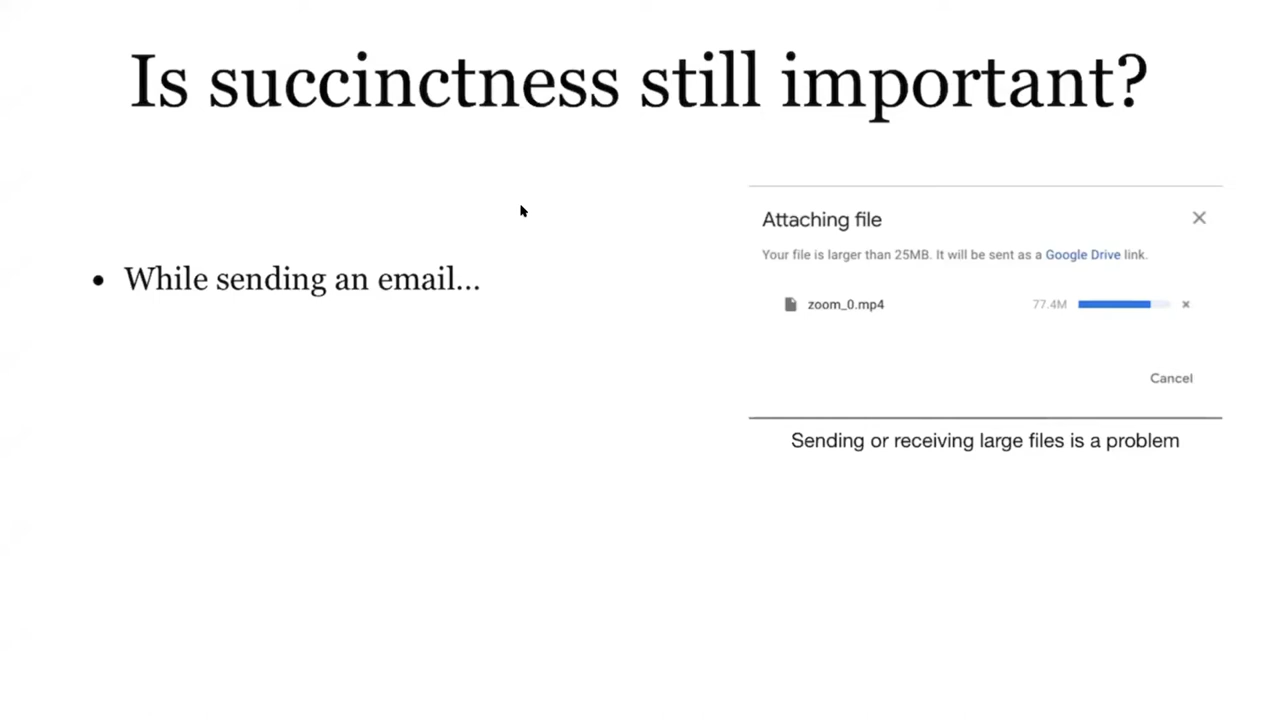 Is succinctness still important?
• While sending an email...
Attaching file
Your file is larger than 25MB. It will be sent as a Google Drive link.
zoom_0.mp4 77.4M
Cancel
Sending or receiving large files is a problem